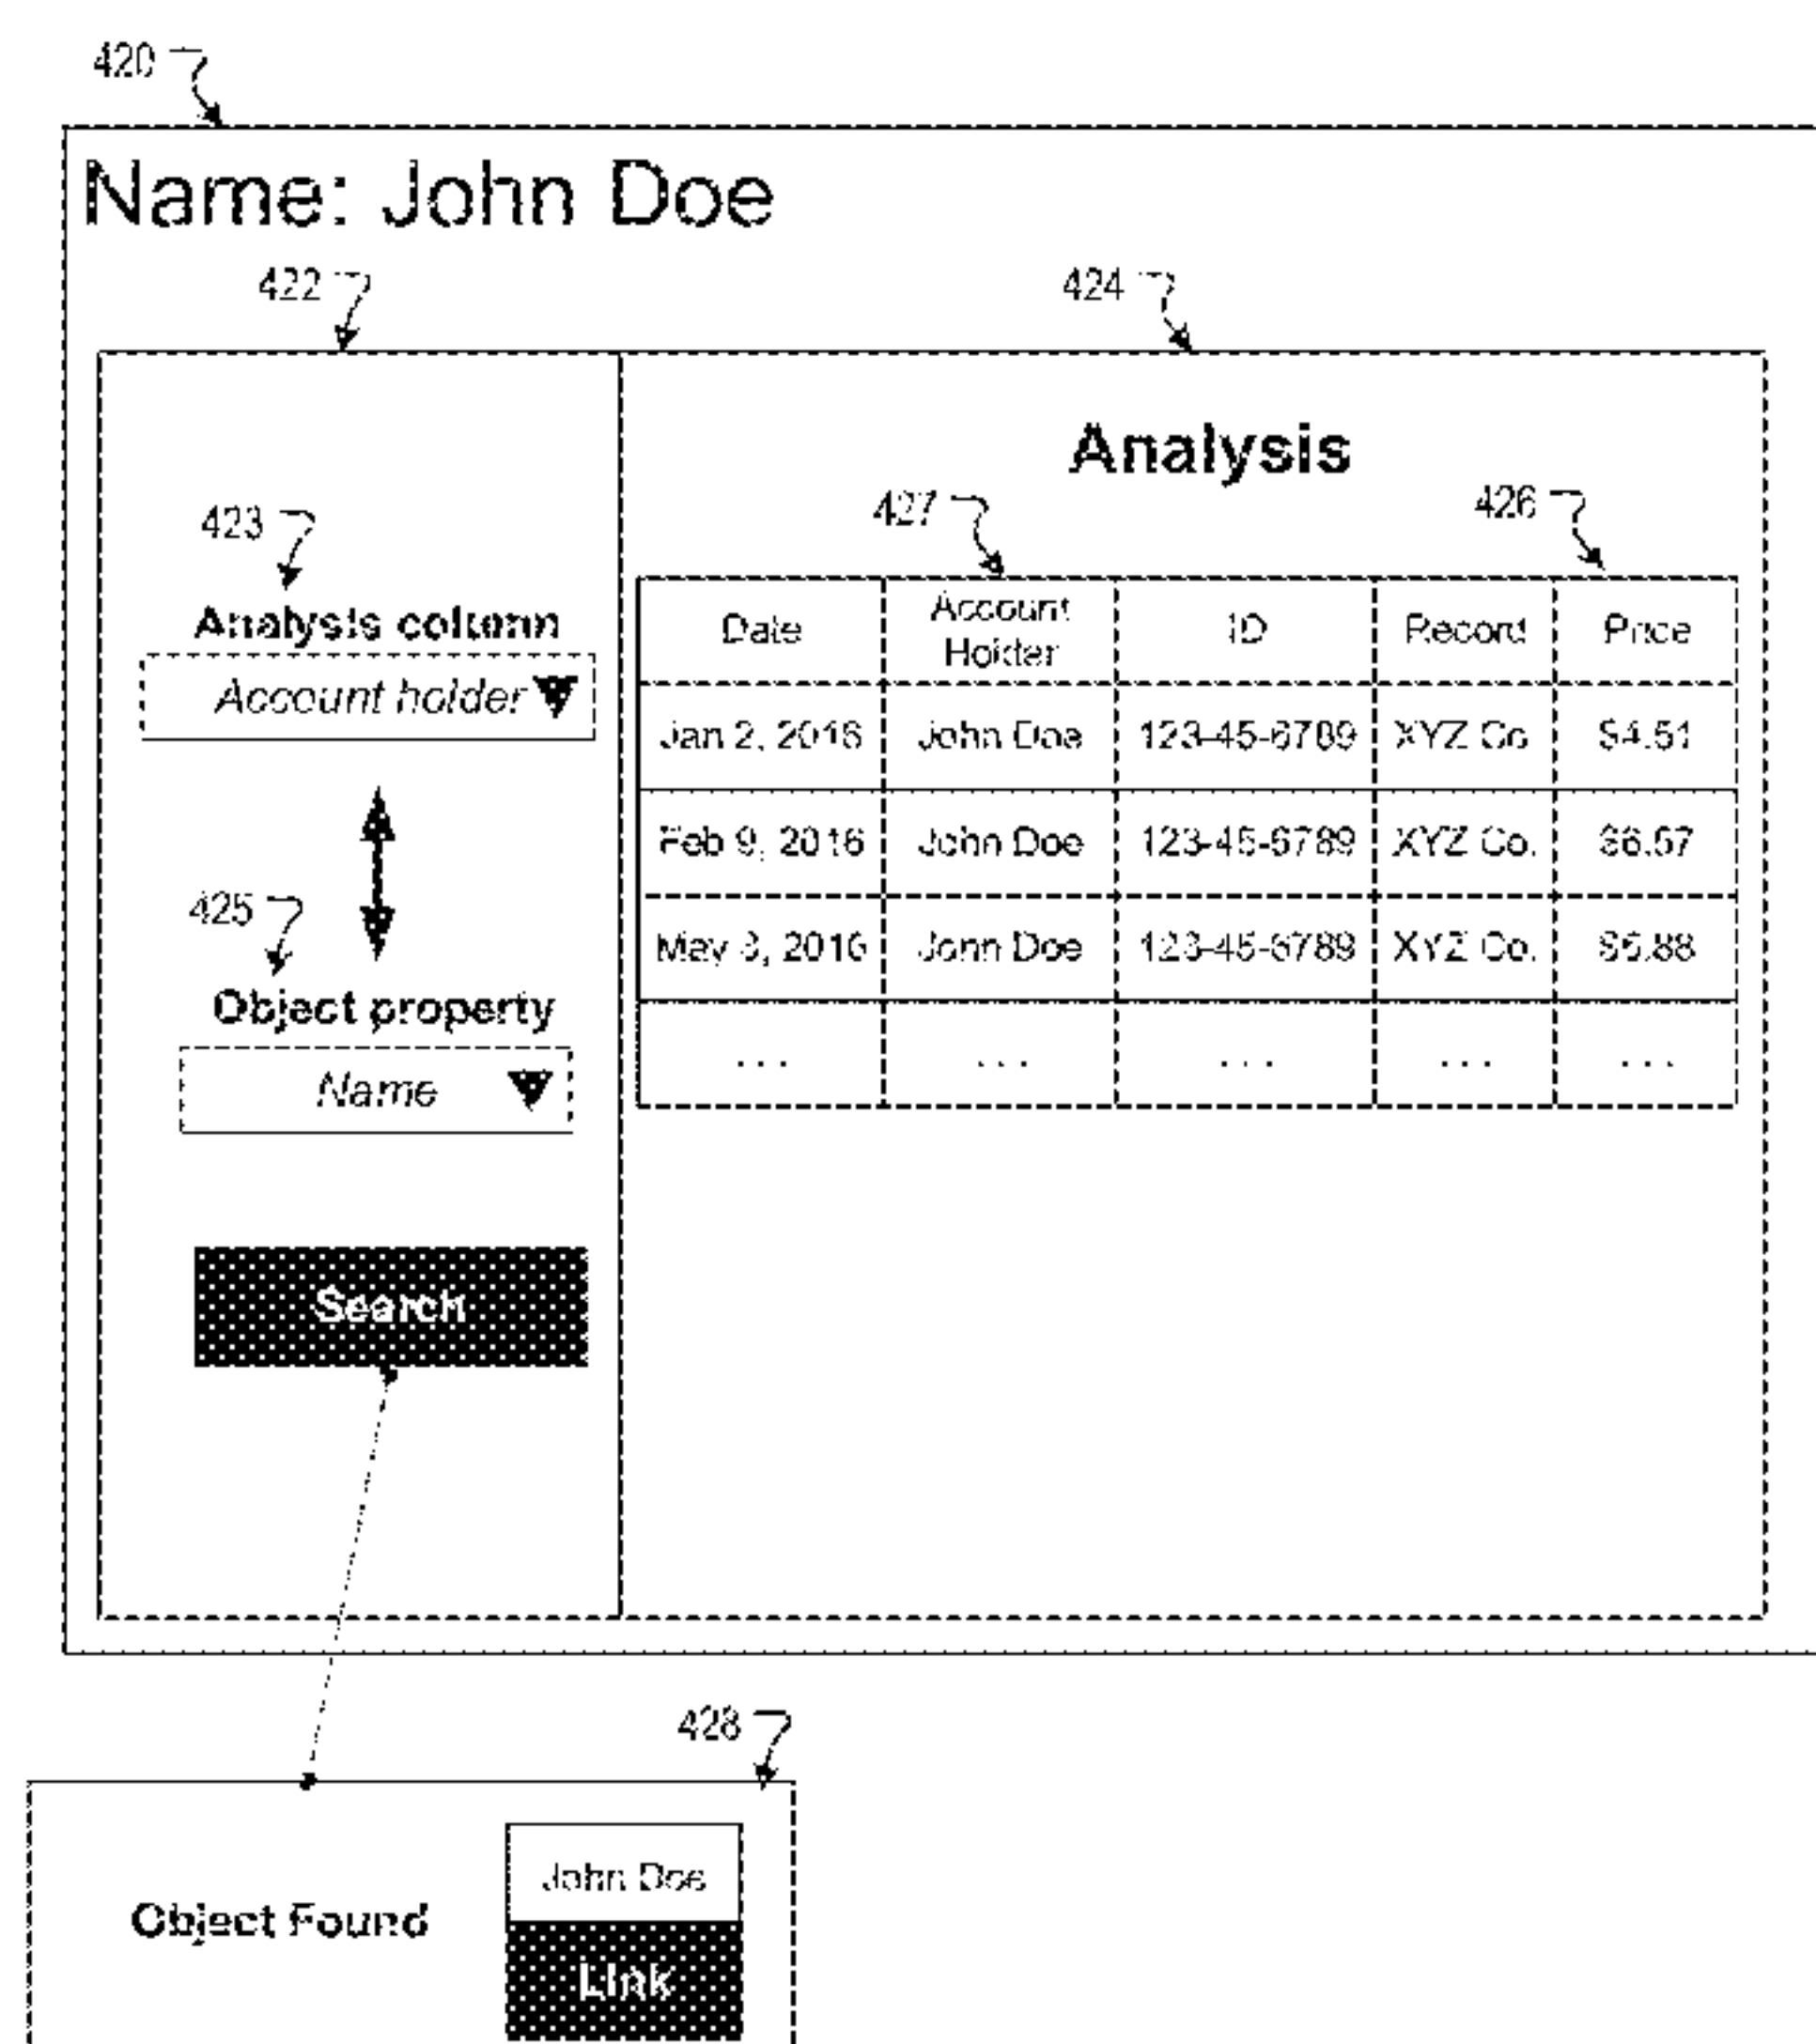 420
Name: John Doe
422
424
Analysis
423
427
426
Analysis column
Account holder
Date Account Holder ID Record Price
Jan 2, 2016 John Doe 123-45-6789 XYZ Co. $4.51
Feb 9, 2016 John Doe 123-45-6789 XYZ Co. $6.57
425
May 3, 2016 John Doe 123-45-6789 XYZ Co. $5.88
Object property
Name
... ... ... ... ...
Search
428
John Doe
Object Found
Link